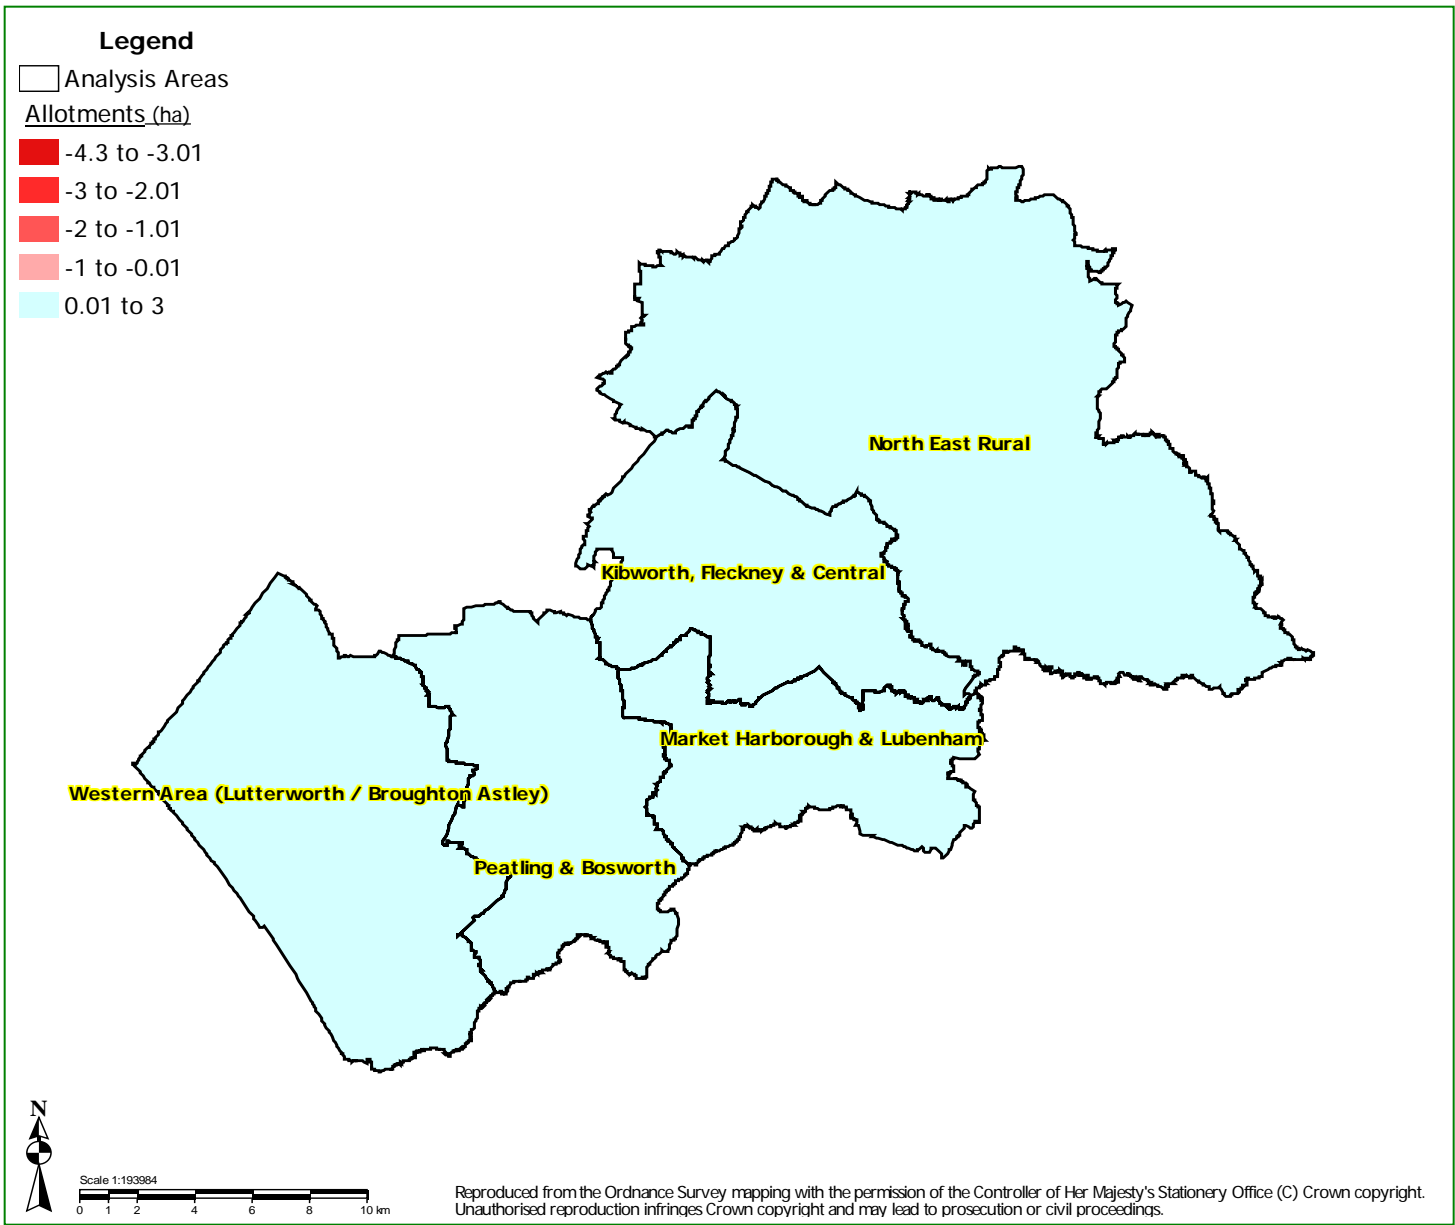 Legend
Analysis Areas
Allotments (ha)
-4.3 to -3.01
-3 to -2.01
-2 to -1.01
-1 to -0.01
0.01 to 3
North East Rural
Kibworth, Fleckney & Central
Market Harborough & Lubenham
Western Area (Lutterworth / Broughton Astley)
Peatling & Bosworth
N
Scale 1:193984
0 1 2 4 6 8 10 km
Reproduced from the Ordnance Survey mapping with the permission of the Controller of Her Majesty's Stationery Office (C) Crown copyright.
Unauthorised reproduction infringes Crown copyright and may lead to prosecution or civil proceedings.